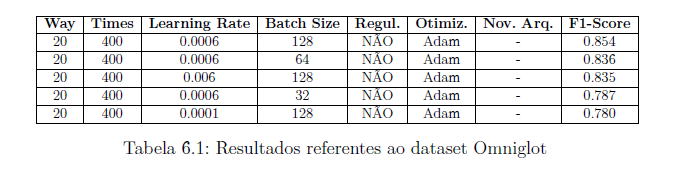 Way Times Learning Rate Batch Size Regul. Otimiz. Nov. Arq. F1-Score
20 400 0.0006 128 NÃO Adam - 0.854
20 400 0.0006 64 NÃO Adam - 0.836
20 400 0.006 128 NÃO Adam - 0.835
20 400 0.0006 32 NÃO Adam - 0.787
20 400 0.0001 128 NÃO Adam - 0.780
Tabela 6.1: Resultados referentes ao dataset Omniglot